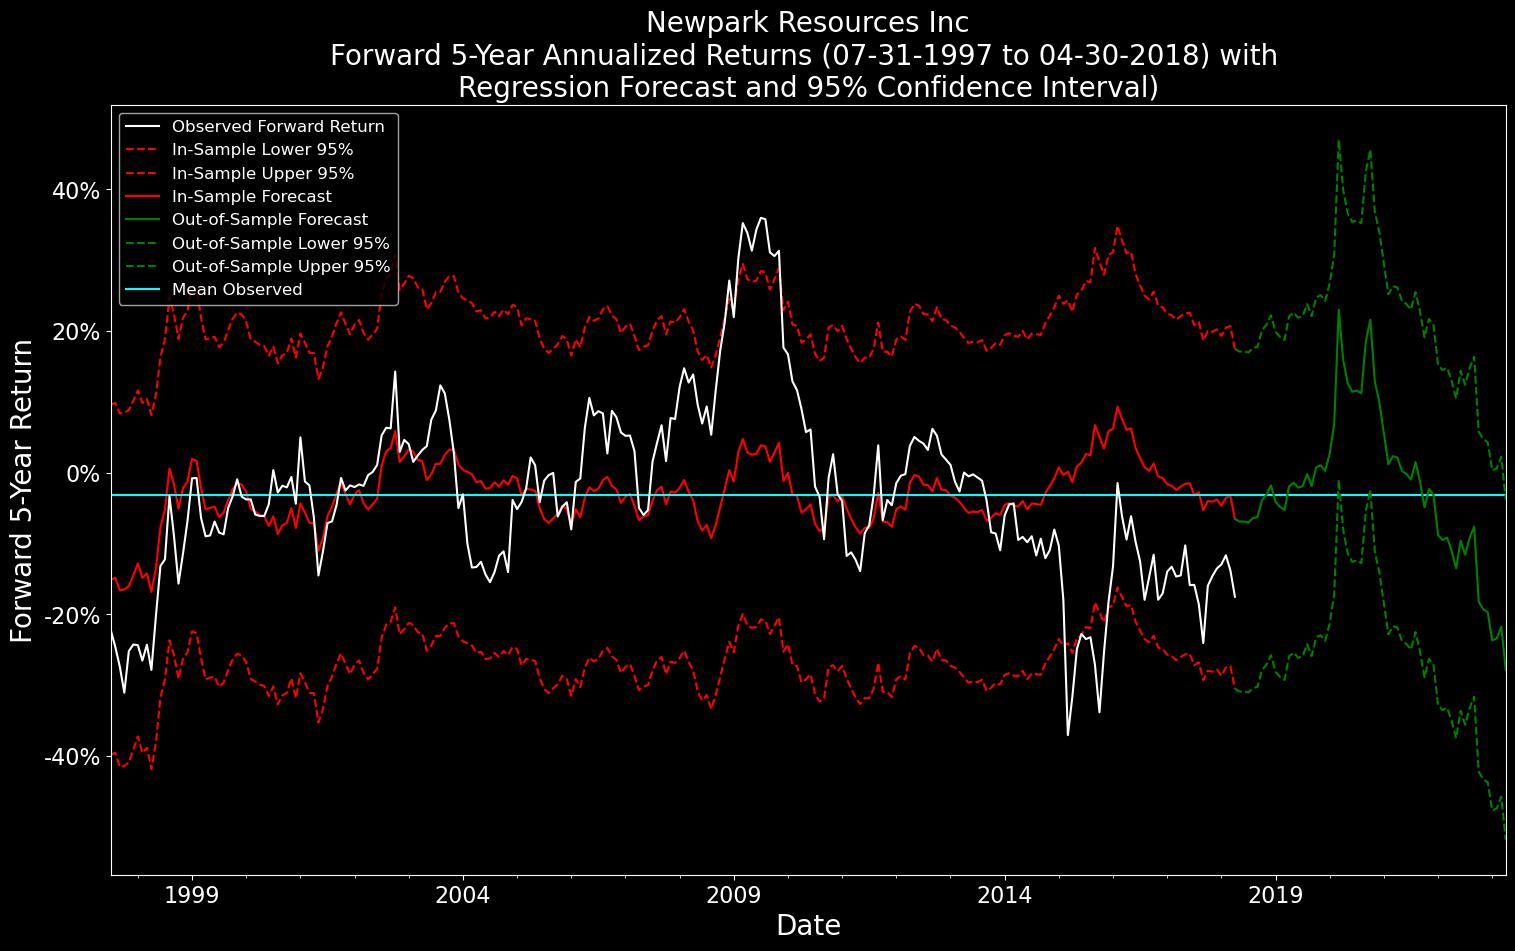 Newpark Resources Inc
Forward 5-Year Annualized Returns (07-31-1997 to 04-30-2018) with
Regression Forecast and 95% Confidence Interval)
Observed Forward Return
In-Sample Lower 95%
In-Sample Upper 95%
In-Sample Forecast
Out-of-Sample Forecast
Out-of-Sample Lower 95%
Out-of-Sample Upper 95%
Mean Observed
40%
20%
0%
-20%
-40%
Forward 5-Year Return
1999
2004
2009
2014
2019
Date